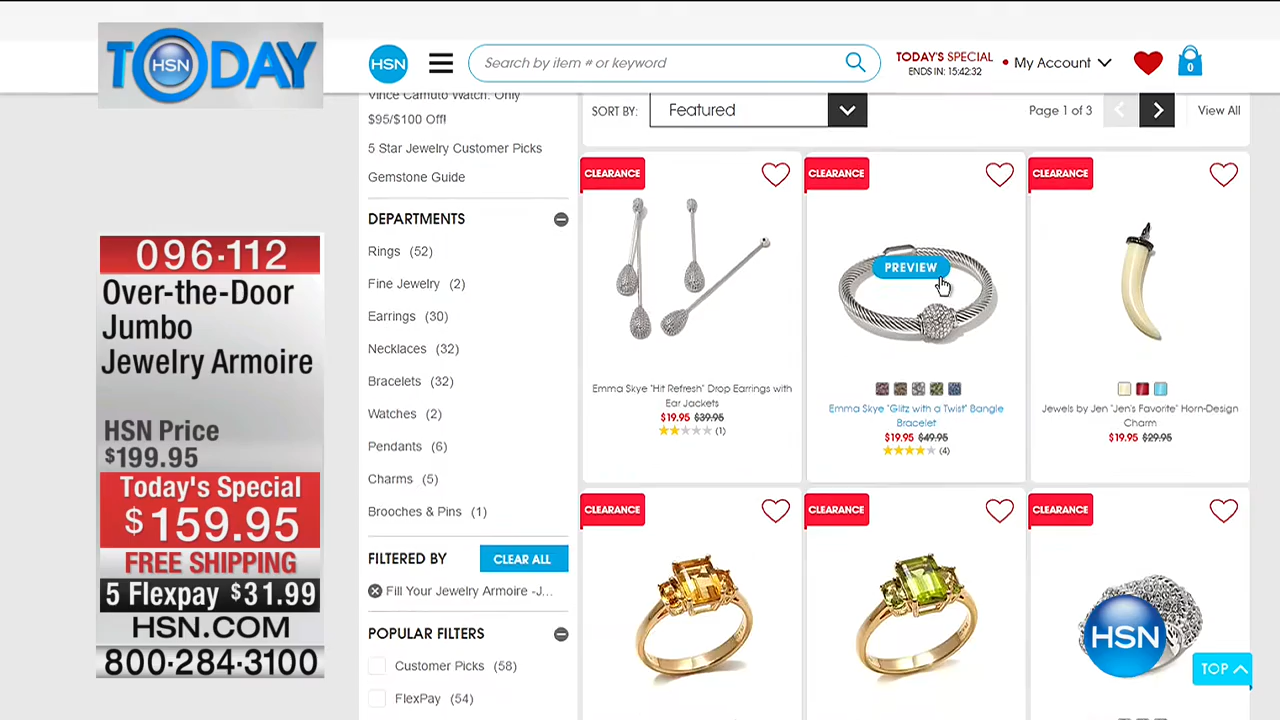 TODAY
HSN
096-112
Over-the-Door
Jumbo
Jewelry Armoire
HSN Price
$199.95
Today's Special
$159.95
FREE SHIPPING
5 Flexpay $31.99
HSN.COM
800-284-3100
HSN
Search by item # or keyword
TODAY'S SPECIAL
ENDS IN: 15:42:32
My Account
0
Vince Camuto Watch: Only
$95/$100 Off!
5 Star Jewelry Customer Picks
Gemstone Guide
DEPARTMENTS
Rings (52)
Fine Jewelry (2)
Earrings (30)
Necklaces (32)
Bracelets (32)
Watches (2)
Pendants (6)
Charms (5)
Brooches & Pins (1)
FILTERED BY CLEAR ALL
Fill Your Jewelry Armoire -J...
POPULAR FILTERS
Customer Picks (58)
FlexPay (54)
SORT BY: Featured
Page 1 of 3
View All
CLEARANCE
Emma Skye "Hit Refresh" Drop Earrings with
Ear Jackets
$19.95 $39.95
(1)
CLEARANCE
PREVIEW
Emma Skye "Glitz with a Twist" Bangle
Bracelet
$19.95 $49.95
(4)
CLEARANCE
Jewels by Jen "Jen's Favorite" Horn-Design
Charm
$19.95 $29.95
CLEARANCE
CLEARANCE
CLEARANCE
HSN
TOP